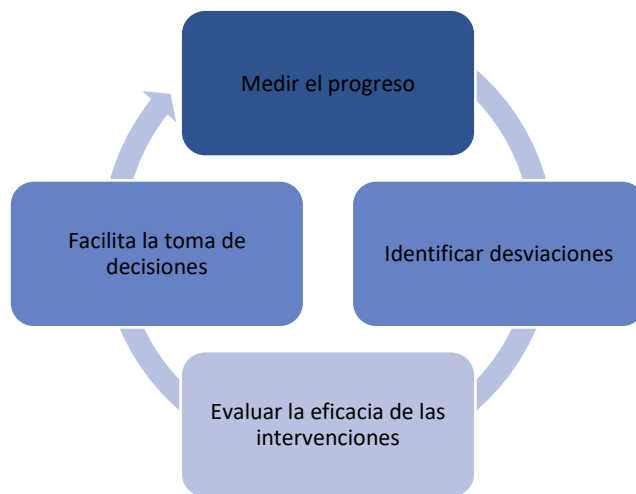 Medir el progreso
Identificar desviaciones
Evaluar la eficacia de las
intervenciones
Facilita la toma de
decisiones